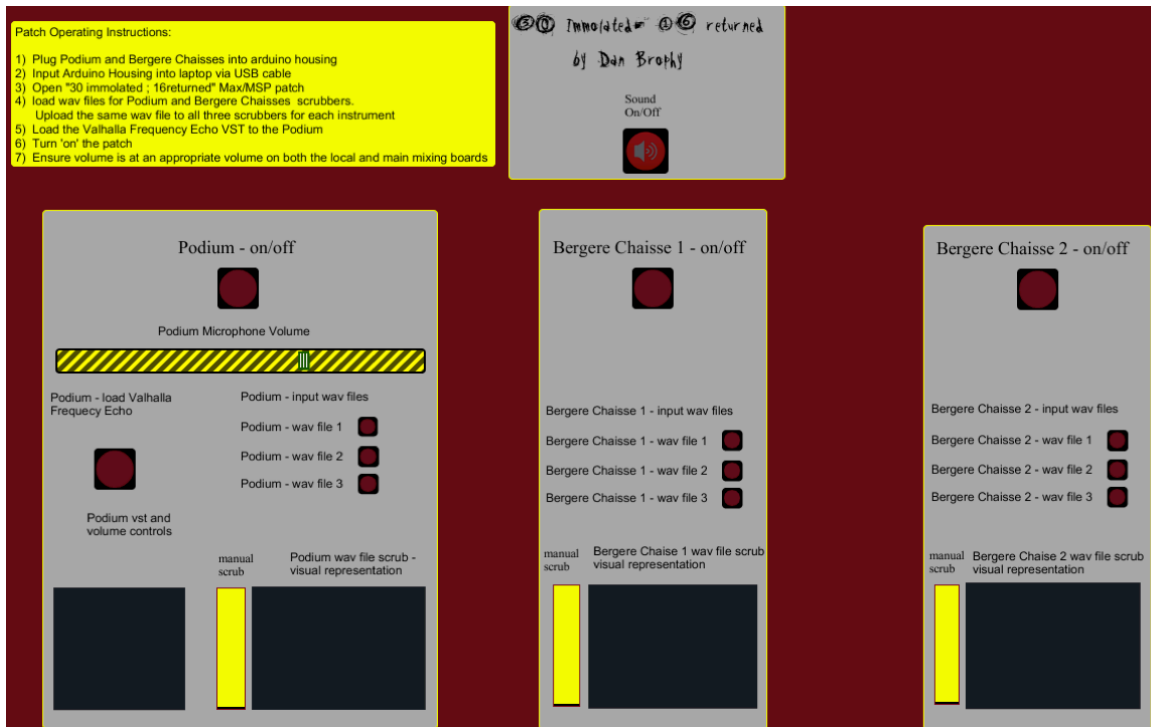 Patch Operating Instructions:
1) Plug Podium and Bergere Chaisses into arduino housing
2) Input Arduino Housing into laptop via USB cable
3) Open "30 immolated ; 16returned" Max/MSP patch
4) load wav files for Podium and Bergere Chaisses scrubbers.
Upload the same wav file to all three scrubbers for each instrument
5) Load the Valhalla Frequency Echo VST to the Podium
6) Turn 'on' the patch
7) Ensure volume is at an appropriate volume on both the local and main mixing boards
30 Immolated= 16 returned
by Dan Brophy
Sound
On/Off
Podium - on/off
Podium Microphone Volume
Podium - load Valhalla
Frequecy Echo
Podium - input wav files
Podium - wav file 1
Podium - wav file 2
Podium - wav file 3
Podium vst and
volume controls
manual
scrub
Podium wav file scrub -
visual representation
Bergere Chaisse 1 - on/off
Bergere Chaisse 1 - input wav files
Bergere Chaisse 1 - wav file 1
Bergere Chaisse 1 - wav file 2
Bergere Chaisse 1 - wav file 3
manual
scrub
Bergere Chaise 1 wav file scrub
visual representation
Bergere Chaisse 2 - on/off
Bergere Chaisse 2 - input wav files
Bergere Chaisse 2 - wav file 1
Bergere Chaisse 2 - wav file 2
Bergere Chaisse 2 - wav file 3
manual
scrub
Bergere Chaise 2 wav file scrub
visual representation